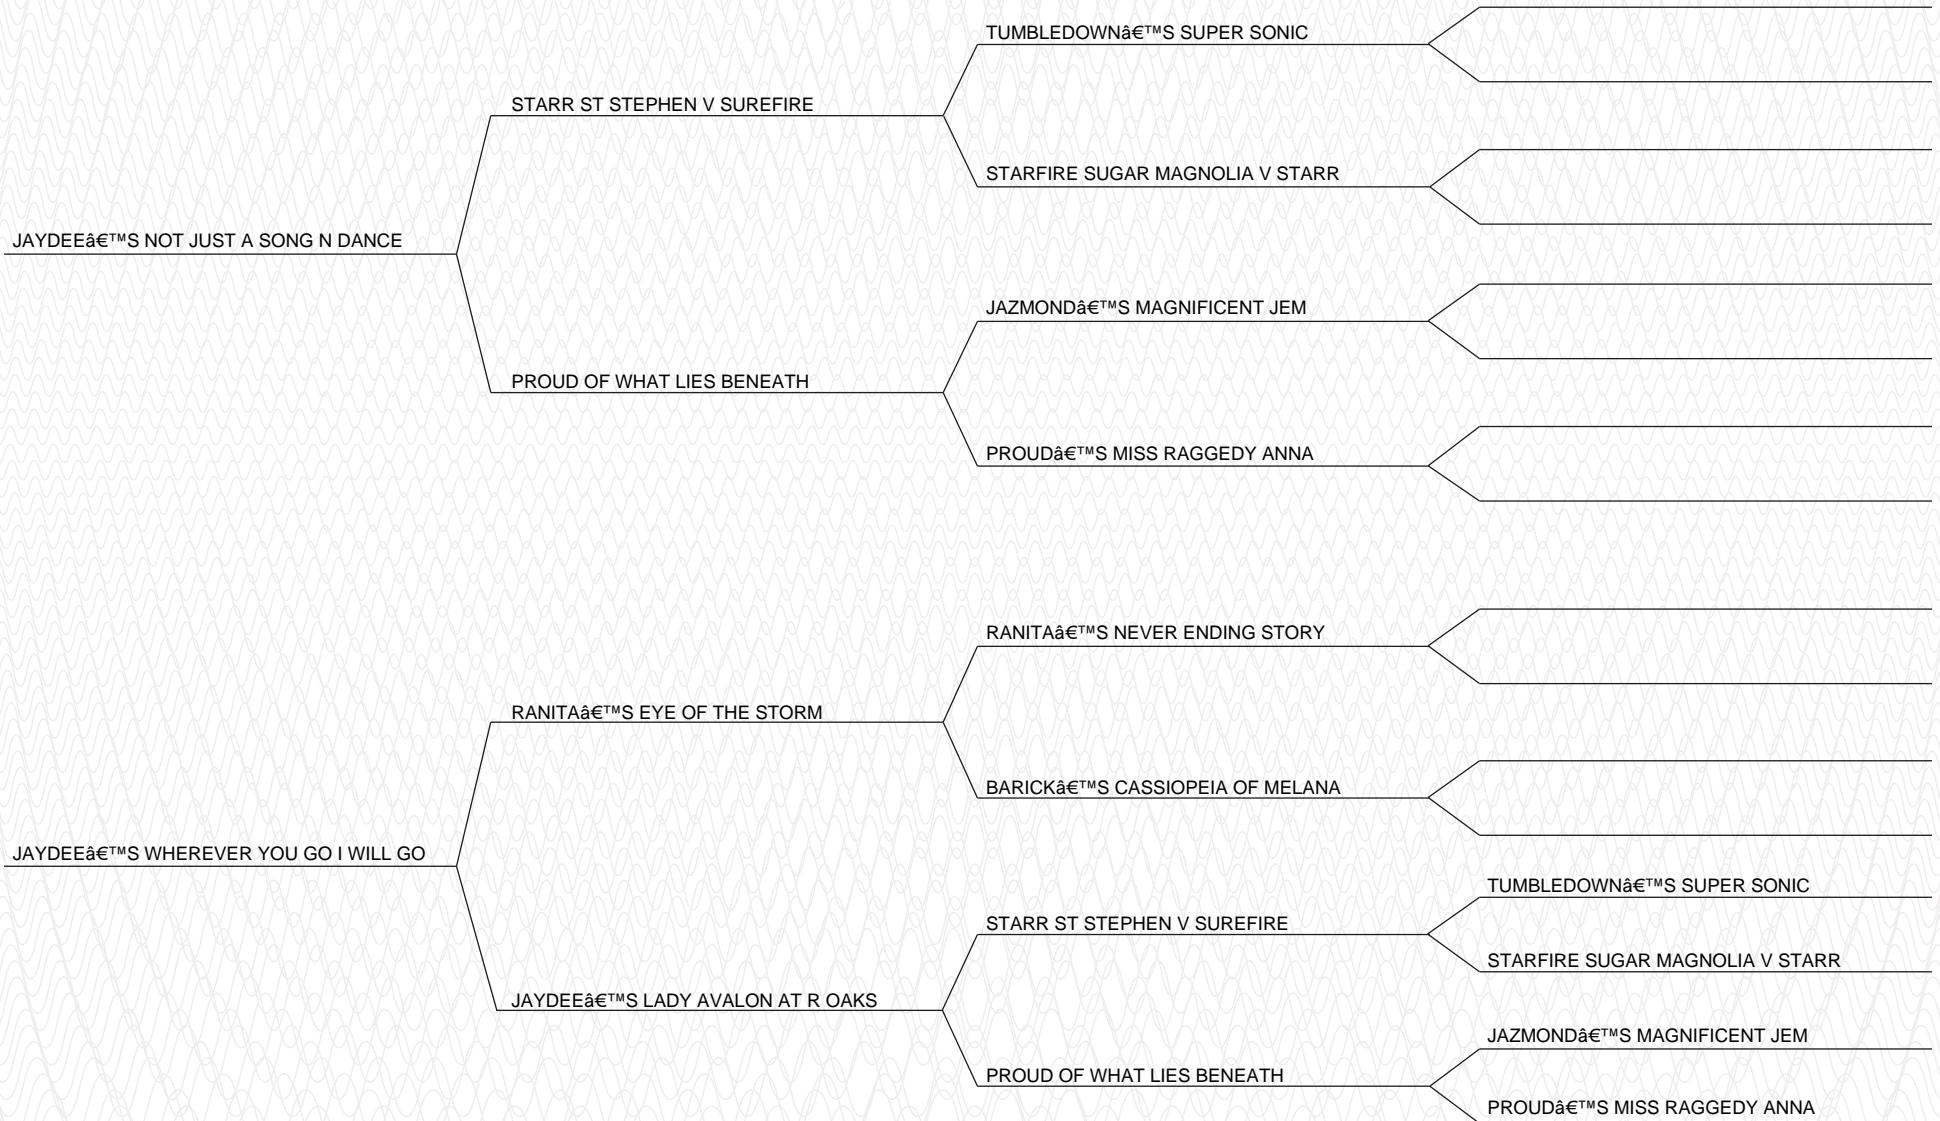 TUMBLEDOWNâ€™S SUPER SONIC
STARR ST STEPHEN V SUREFIRE
STARFIRE SUGAR MAGNOLIA V STARR
JAYDEEâ€™S NOT JUST A SONG N DANCE
JAZMONDâ€™S MAGNIFICENT JEM
PROUD OF WHAT LIES BENEATH
PROUDâ€™S MISS RAGGEDY ANNA
RANITAâ€™S NEVER ENDING STORY
RANITAâ€™S EYE OF THE STORM
BARICKâ€™S CASSIOPEIA OF MELANA
JAYDEEâ€™S WHEREVER YOU GO I WILL GO
TUMBLEDOWNâ€™S SUPER SONIC
STARR ST STEPHEN V SUREFIRE
STARFIRE SUGAR MAGNOLIA V STARR
JAYDEEâ€™S LADY AVALON AT R OAKS
JAZMONDâ€™S MAGNIFICENT JEM
PROUD OF WHAT LIES BENEATH
PROUDâ€™S MISS RAGGEDY ANNA